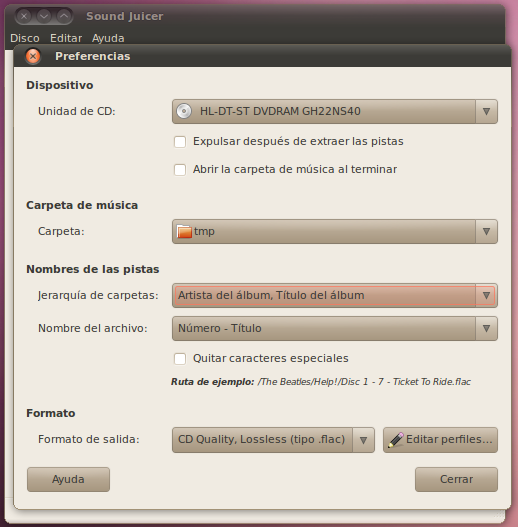 Sound Juicer
Disco Editar Ayuda
Preferencias
Dispositivo
Unidad de CD: HL-DT-ST DVDRAM GH22NS40
Expulsar después de extraer las pistas
Abrir la carpeta de música al terminar
Carpeta de música
Carpeta: tmp
Nombres de las pistas
Jerarquía de carpetas: Artista del álbum, Título del álbum
Nombre del archivo: Número - Título
Quitar caracteres especiales
Ruta de ejemplo: /The Beatles/Help!/Disc 1 - 7 - Ticket To Ride.flac
Formato
Formato de salida: CD Quality, Lossless (tipo .flac) Editar perfiles...
Ayuda Cerrar